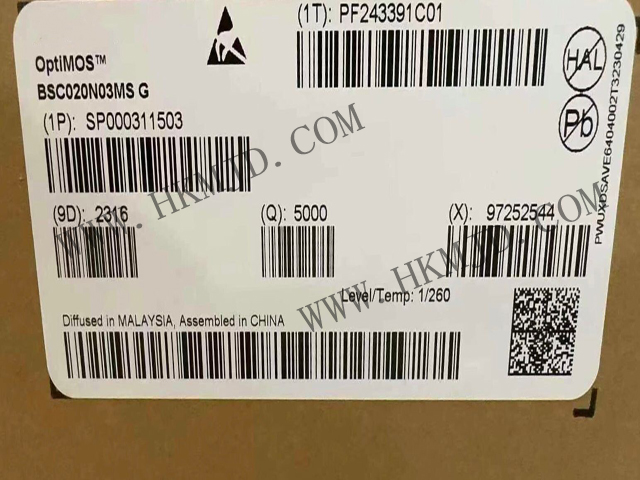 (1T): PF243391C01
OptiMOS™
BSC020N03MS G
(1P): SP000311503
HAL
Pb
(9D): 2316
(Q): 5000
(X): 97252544
Level/Temp: 1/260
Diffused in MALAYSIA, Assembled in CHINA
PWUXDSAVE6404002T3230429
WWW.HKMJD.COM
WWW.HKMJD.COM